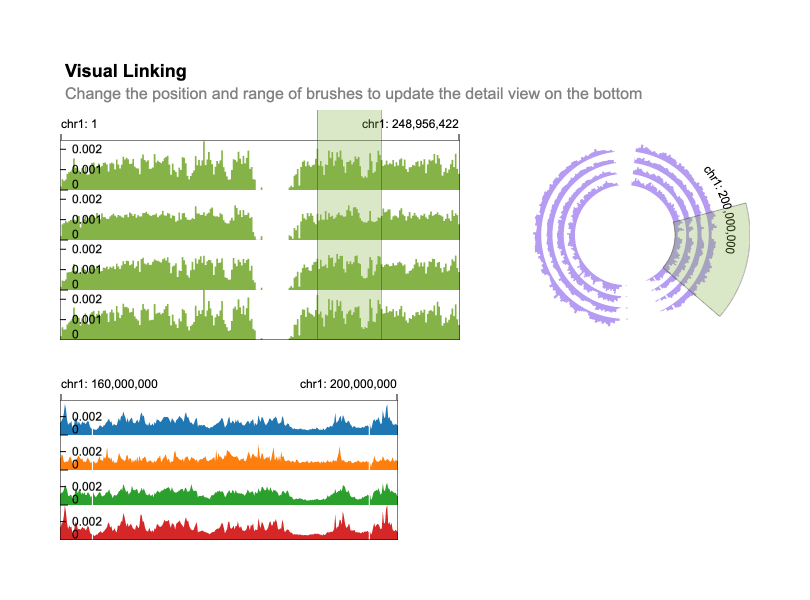 Visual Linking
Change the position and range of brushes to update the detail view on the bottom
chr1: 1
chr1: 248,956,422
0.002
0.001
0
0.002
0.001
0
0.002
0.001
0
0.002
0.001
0
chr1: 200,000,000
chr1: 160,000,000
chr1: 200,000,000
0.002
0
0.002
0
0.002
0
0.002
0